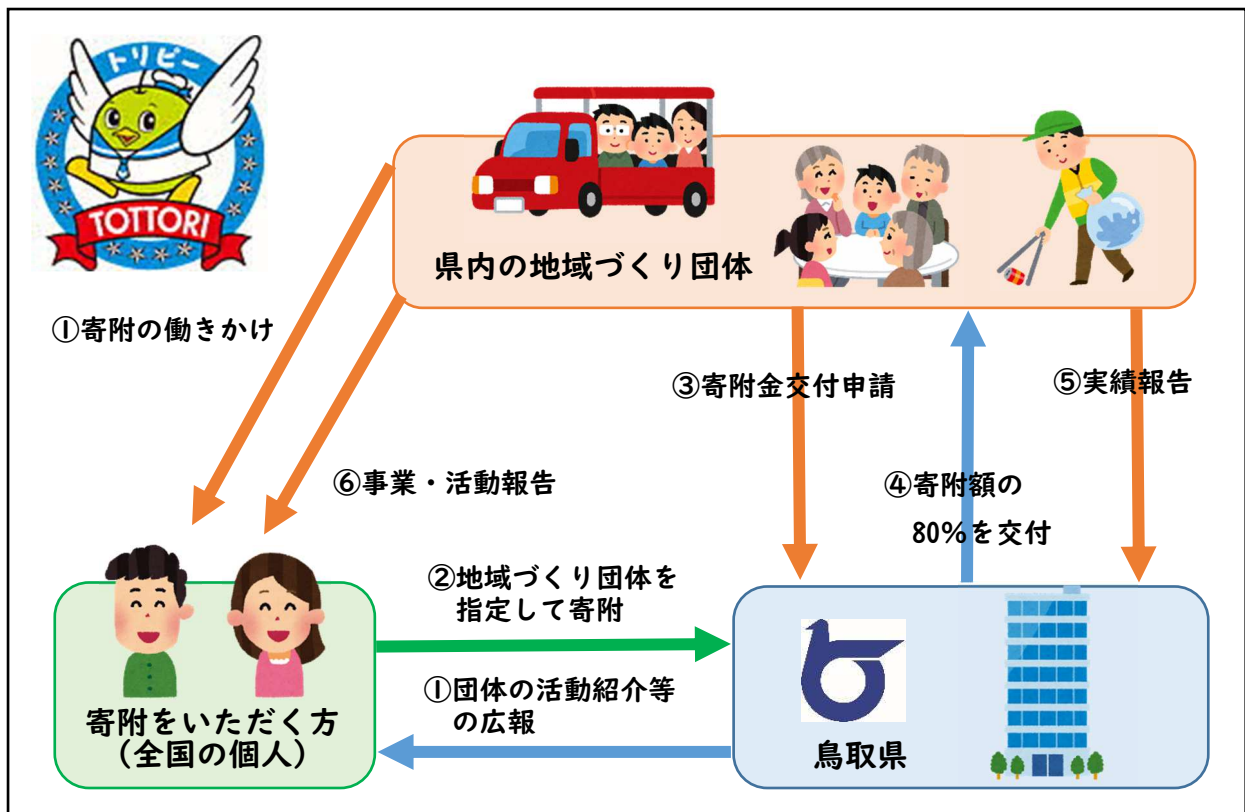 トリピー
TOTTORI
県内の地域づくり団体
①寄附の働きかけ
③寄附金交付申請
⑤実績報告
⑥事業・活動報告
④寄附額の
80%を交付
②地域づくり団体を
指定して寄附
①団体の活動紹介等
の広報
寄附をいただく方
(全国の個人)
鳥取県